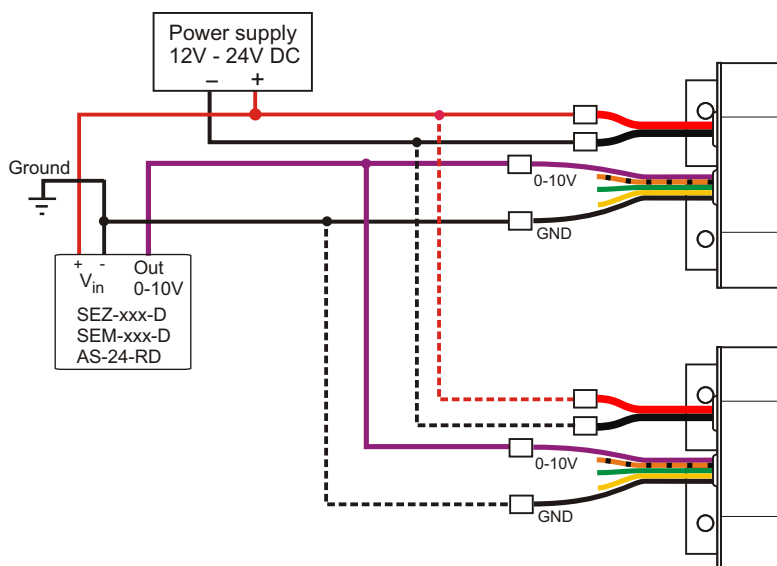 Power supply
12V - 24V DC
– +
Ground
0-10V
GND
+ - Out
V in 0-10V
SEZ-xxx-D
SEM-xxx-D
AS-24-RD
0-10V
GND